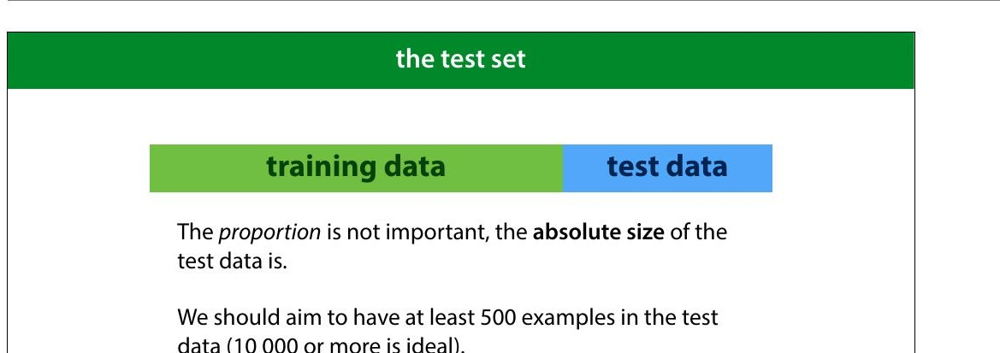 the test set
training data test data
The proportion is not important, the absolute size of the
test data is.
We should aim to have at least 500 examples in the test
data (10 000 or more is ideal).